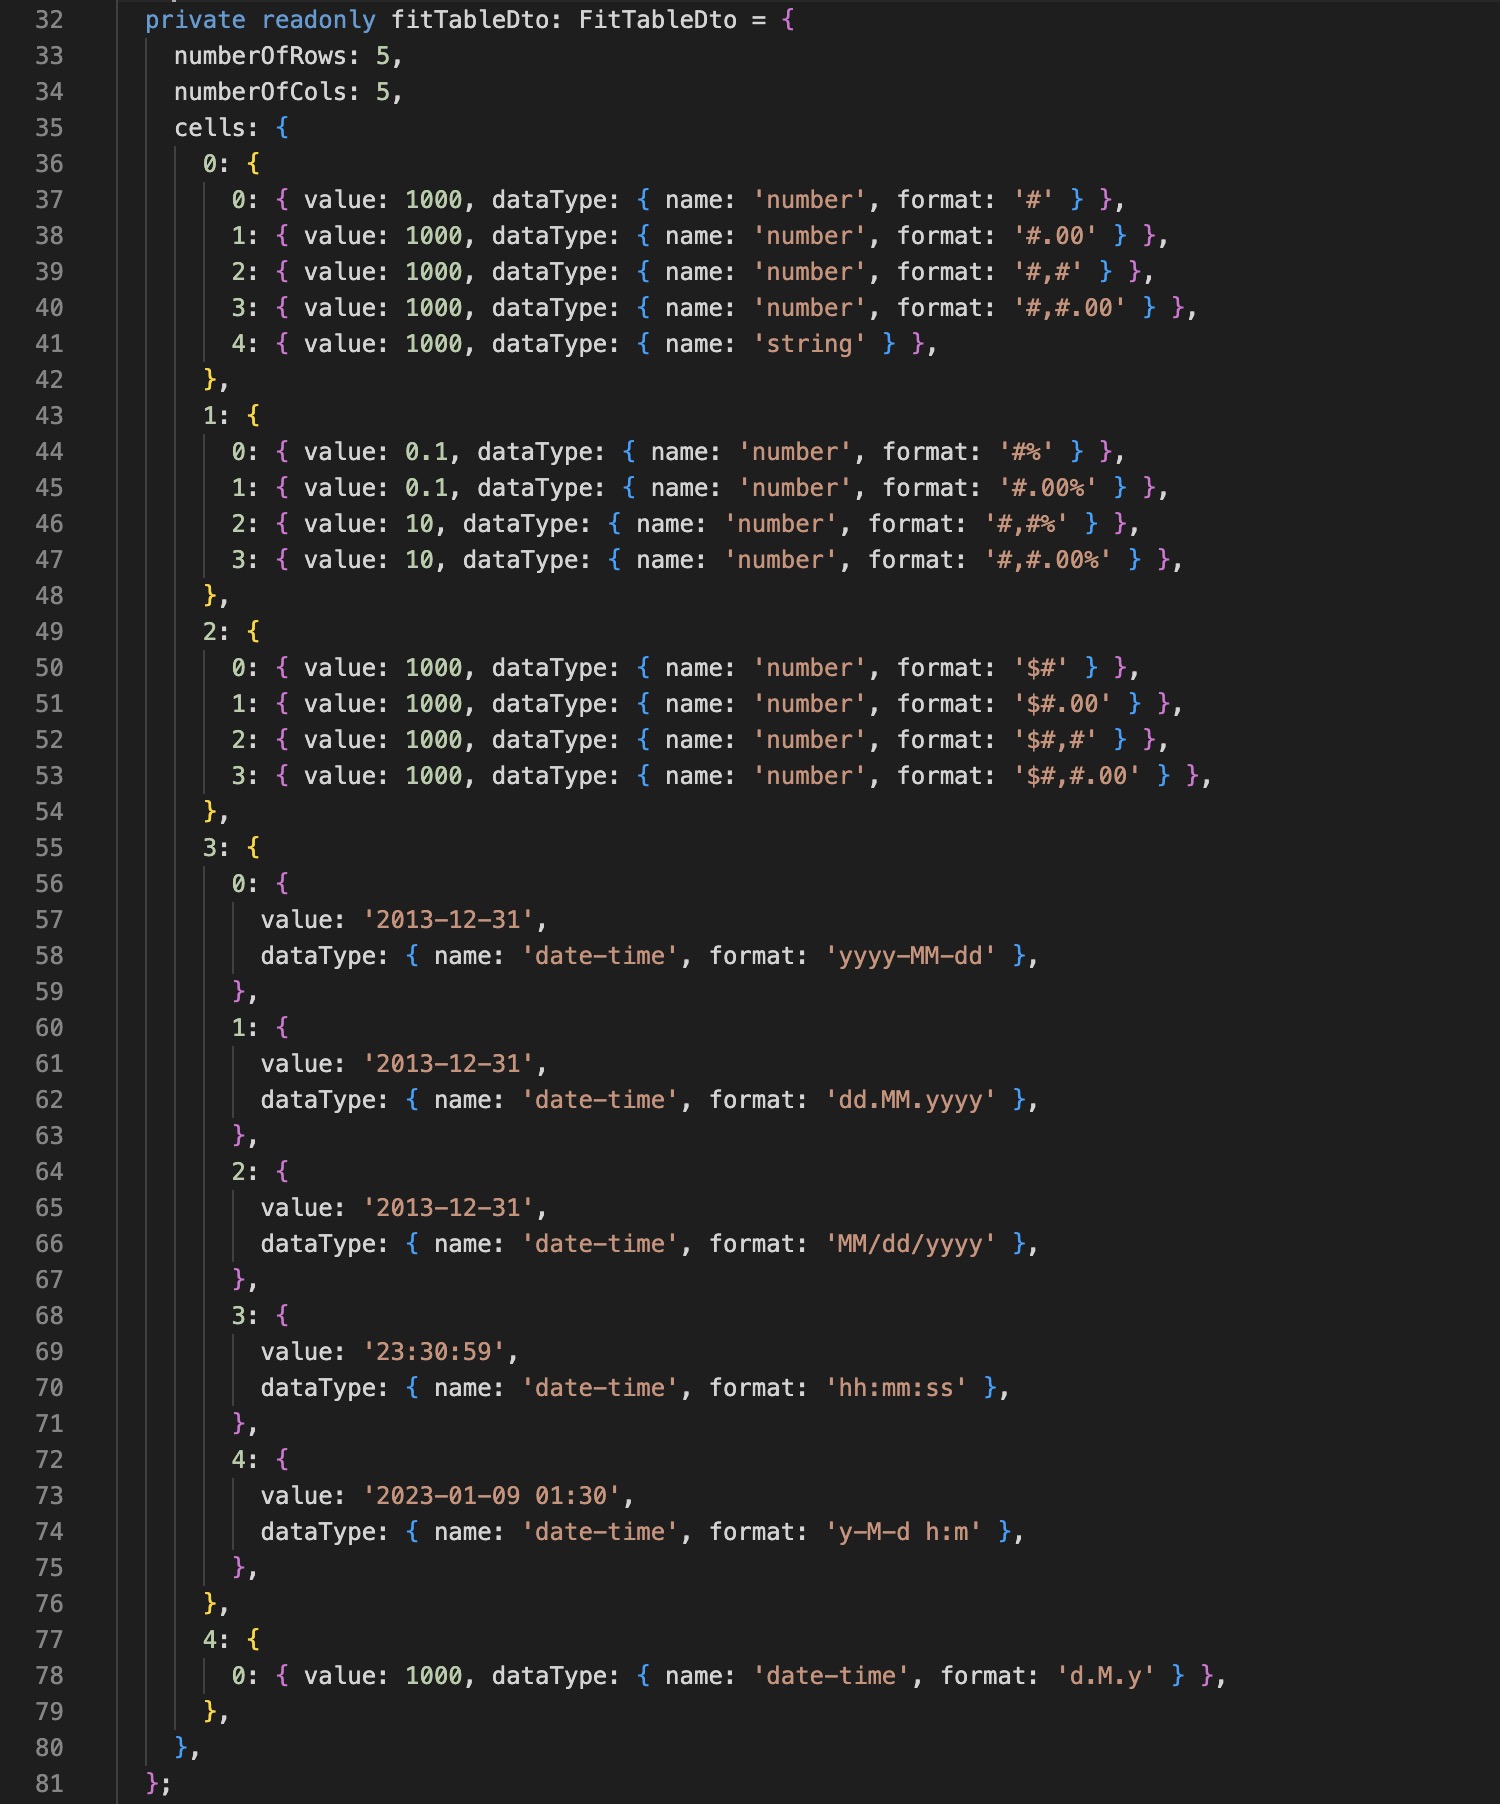 32 private readonly fitTableDto: FitTableDto = {
33 numberOfRows: 5,
34 numberOfCols: 5,
35 cells: {
36 0: {
37 0: { value: 1000, dataType: { name: 'number', format: '#' } },
38 1: { value: 1000, dataType: { name: 'number', format: '#.00' } },
39 2: { value: 1000, dataType: { name: 'number', format: '#,#' } },
40 3: { value: 1000, dataType: { name: 'number', format: '#,#.00' } },
41 4: { value: 1000, dataType: { name: 'string' } },
42 },
43 1: {
44 0: { value: 0.1, dataType: { name: 'number', format: '#%' } },
45 1: { value: 0.1, dataType: { name: 'number', format: '#.00%' } },
46 2: { value: 10, dataType: { name: 'number', format: '#,#%' } },
47 3: { value: 10, dataType: { name: 'number', format: '#,#.00%' } },
48 },
49 2: {
50 0: { value: 1000, dataType: { name: 'number', format: '$#' } },
51 1: { value: 1000, dataType: { name: 'number', format: '$#.00' } },
52 2: { value: 1000, dataType: { name: 'number', format: '$#,#' } },
53 3: { value: 1000, dataType: { name: 'number', format: '$#,#.00' } },
54 },
55 3: {
56 0: {
57 value: '2013-12-31',
58 dataType: { name: 'date-time', format: 'yyyy-MM-dd' },
59 },
60 1: {
61 value: '2013-12-31',
62 dataType: { name: 'date-time', format: 'dd.MM.yyyy' },
63 },
64 2: {
65 value: '2013-12-31',
66 dataType: { name: 'date-time', format: 'MM/dd/yyyy' },
67 },
68 3: {
69 value: '23:30:59',
70 dataType: { name: 'date-time', format: 'hh:mm:ss' },
71 },
72 4: {
73 value: '2023-01-09 01:30',
74 dataType: { name: 'date-time', format: 'y-M-d h:m' },
75 },
76 },
77 4: {
78 0: { value: 1000, dataType: { name: 'date-time', format: 'd.M.y' } },
79 },
80 },
81 };